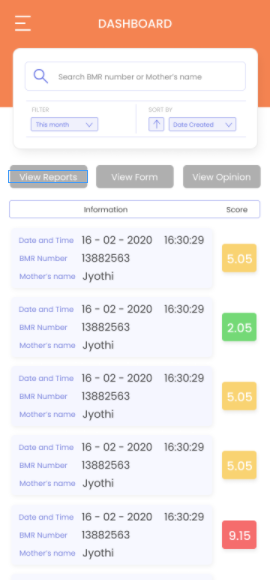 DASHBOARD
Search BMR number or Mother's name
FILTER SORT BY
This month Date Created
View Reports View Form View Opinion
Information Score
Date and Time 16 - 02 - 2020 16:30:29
BMR Number 13882563 5.05
Mother's name Jyothi
Date and Time 16 - 02 - 2020 16:30:29
BMR Number 13882563 2.05
Mother's name Jyothi
Date and Time 16 - 02 - 2020 16:30:29
BMR Number 13882563 5.05
Mother's name Jyothi
Date and Time 16 - 02 - 2020 16:30:29
BMR Number 13882563 5.05
Mother's name Jyothi
Date and Time 16 - 02 - 2020 16:30:29
BMR Number 13882563 9.15
Mother's name Jyothi